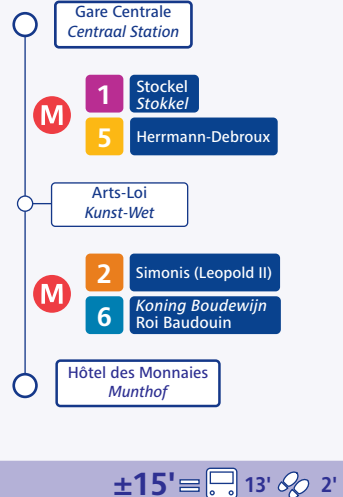 Gare Centrale
Centraal Station
M
1 Stockel
Stokkel
5 Herrmann-Debroux
Arts-Loi
Kunst-Wet
M
2 Simonis (Leopold II)
6 Koning Boudewijn
Roi Baudouin
Hôtel des Monnaies
Munthof
±15'= 13' 2'